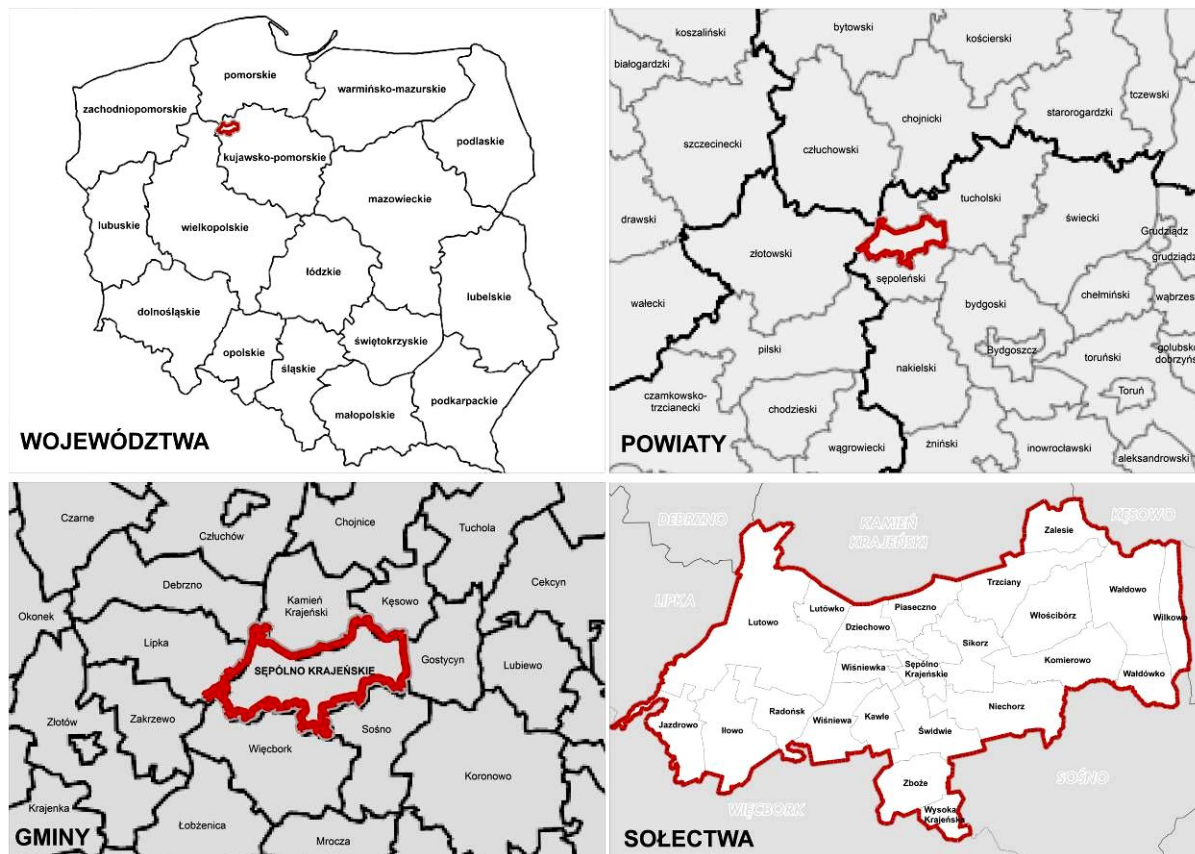 pomorskie
warmińsko-mazurskie
zachodniopomorskie
podlaskie
kujawsko-pomorskie
mazowieckie
lubuskie
wielkopolskie
łódzkie
lubelskie
dolnośląskie
świętokrzyskie
opolskie
śląskie
podkarpackie
małopolskie
WOJEWÓDZTWA
koszaliński
bytowski
kościerski
białogardzki
tczewski
chojnicki
starorogardzki
szczecinecki
człuchowski
tucholski
drawski
świecki
Grudziądz
złotowski
grudziądz
sępoleński
wałecki
bydgoski
chełmiński
wąbrzes
pilski
Bydgoszcz
toruński
golubsko
dobrzyńs
nakielski
czarnkowsko-
trzcianecki
chodzieski
Toruń
wągrowiecki
żniński
inowrocławski
aleksandrowski
POWIATY
Czarne
Chojnice
Tuchola
Człuchów
Debrzno
Cekcyn
Kamień
Krajeński
Kęsowo
Okonek
Lipka
SĘPÓLNO KRAJEŃSKIE
Gostycyn
Lubiewo
Złotów
Zakrzewo
Więcbork
Sośno
Koronowo
Krajenka
Łobżenica
Mrocza
GMINY
DEBRZNO
KAMIEŃ
KRAJEŃSKI
KĘSOWO
Zalesie
LIPKA
Trzciany
Wałdowo
Lutówko
Piaseczno
Lutowo
Dziechowo
Włościbórz
Wilkowo
Sikorz
Wiśniewka
Sępólno
Krajeńskie
Komierowo
Wałdówko
Radońsk
Niechorz
Jazdrowo
Iłowo
Wiśniewa
Kawle
Świdwie
Zboże
SOŚNO
WIĘCBORK
Wysoka
Krajeńska
SOŁECTWA